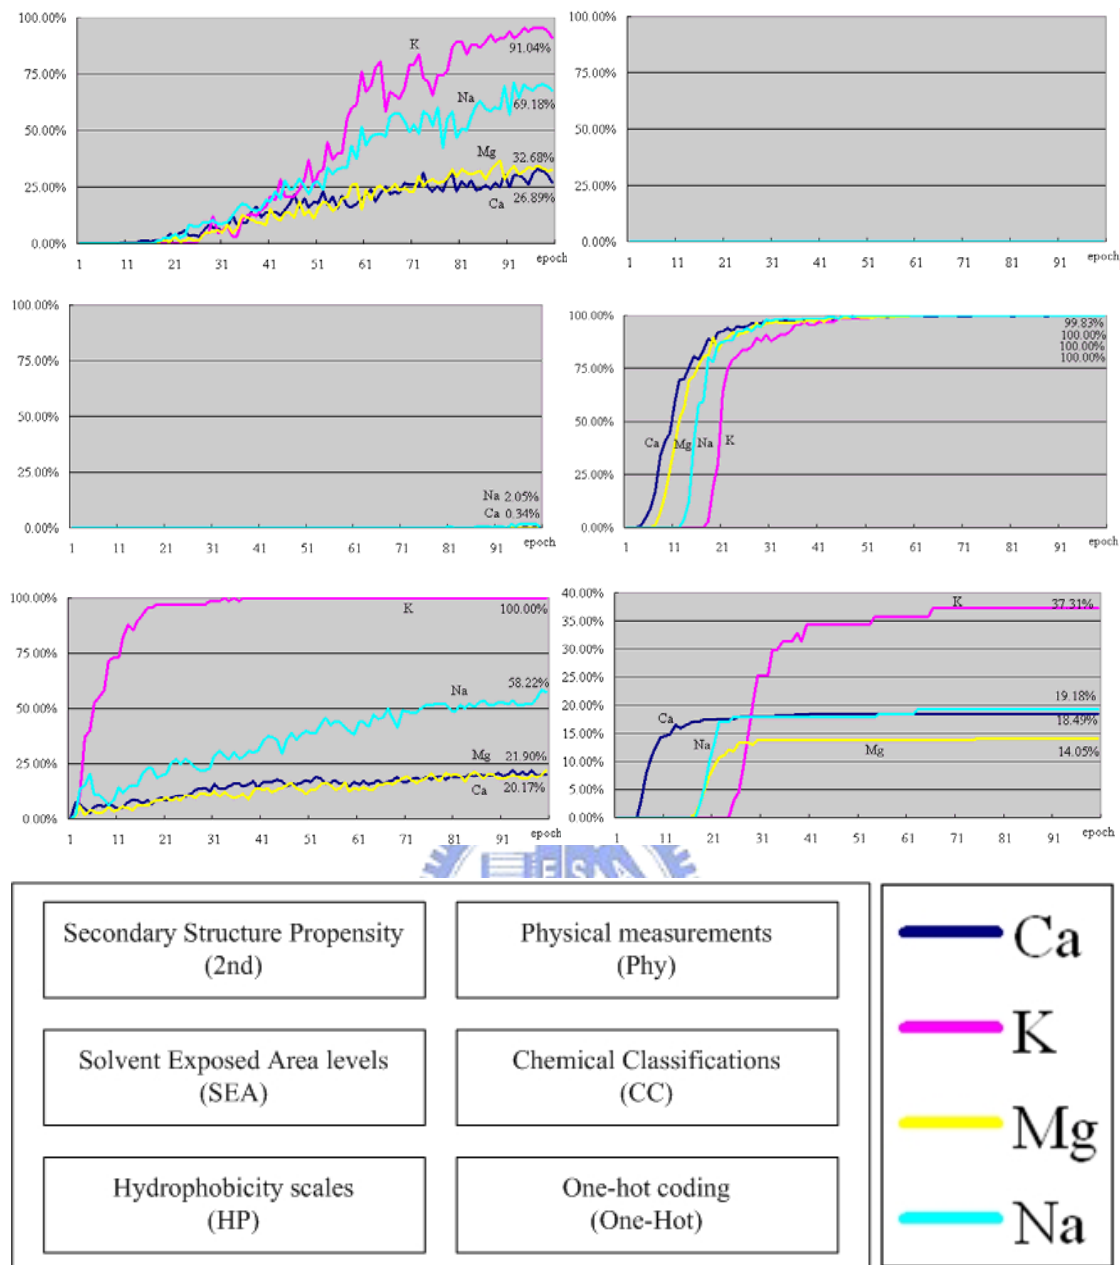 100.00%
75.00%
50.00%
25.00%
0.00%
K
91.04%
Na
69.18%
Mg
32.68%
Ca
26.89%
1 11 21 31 41 51 61 71 81 91 epoch
100.00%
75.00%
50.00%
25.00%
0.00%
1 11 21 31 41 51 61 71 81 91 epoch
100.00%
75.00%
50.00%
25.00%
0.00%
Na 2.05%
Ca 0.34%
1 11 21 31 41 51 61 71 81 91 epoch
100.00%
75.00%
50.00%
25.00%
0.00%
99.83%
100.00%
100.00%
100.00%
Ca Mg Na K
1 11 21 31 41 51 61 71 81 91 epoch
100.00%
75.00%
50.00%
25.00%
0.00%
K 100.00%
Na 58.22%
Mg 21.90%
Ca 20.17%
1 11 21 31 41 51 61 71 81 91 epoch
40.00%
35.00%
30.00%
25.00%
20.00%
15.00%
10.00%
5.00%
0.00%
K 37.31%
19.18%
Ca 18.49%
Na Mg 14.05%
1 11 21 31 41 51 61 71 81 91 epoch
Secondary Structure Propensity
(2nd)
Physical measurements
(Phy)
Solvent Exposed Area levels
(SEA)
Chemical Classifications
(CC)
Hydrophobicity scales
(HP)
One-hot coding
(One-Hot)
Ca
K
Mg
Na